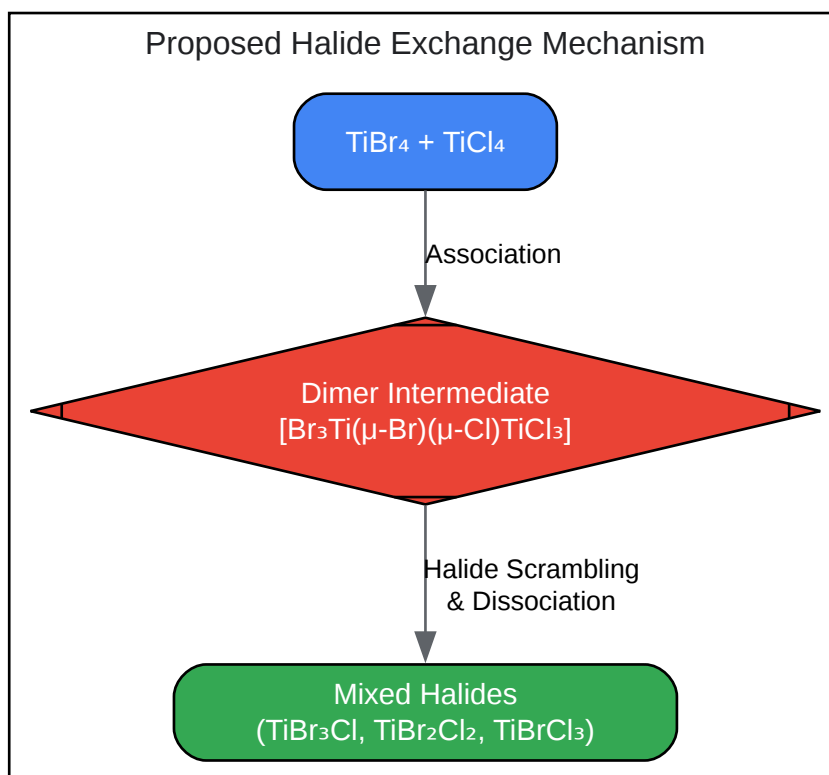 Proposed Halide Exchange Mechanism
TiBr₄ + TiCl₄
Association
Dimer Intermediate
[Br₃Ti(μ-Br)(μ-Cl)TiCl₃]
Halide Scrambling
& Dissociation
Mixed Halides
(TiBr₃Cl, TiBr₂Cl₂, TiBrCl₃)